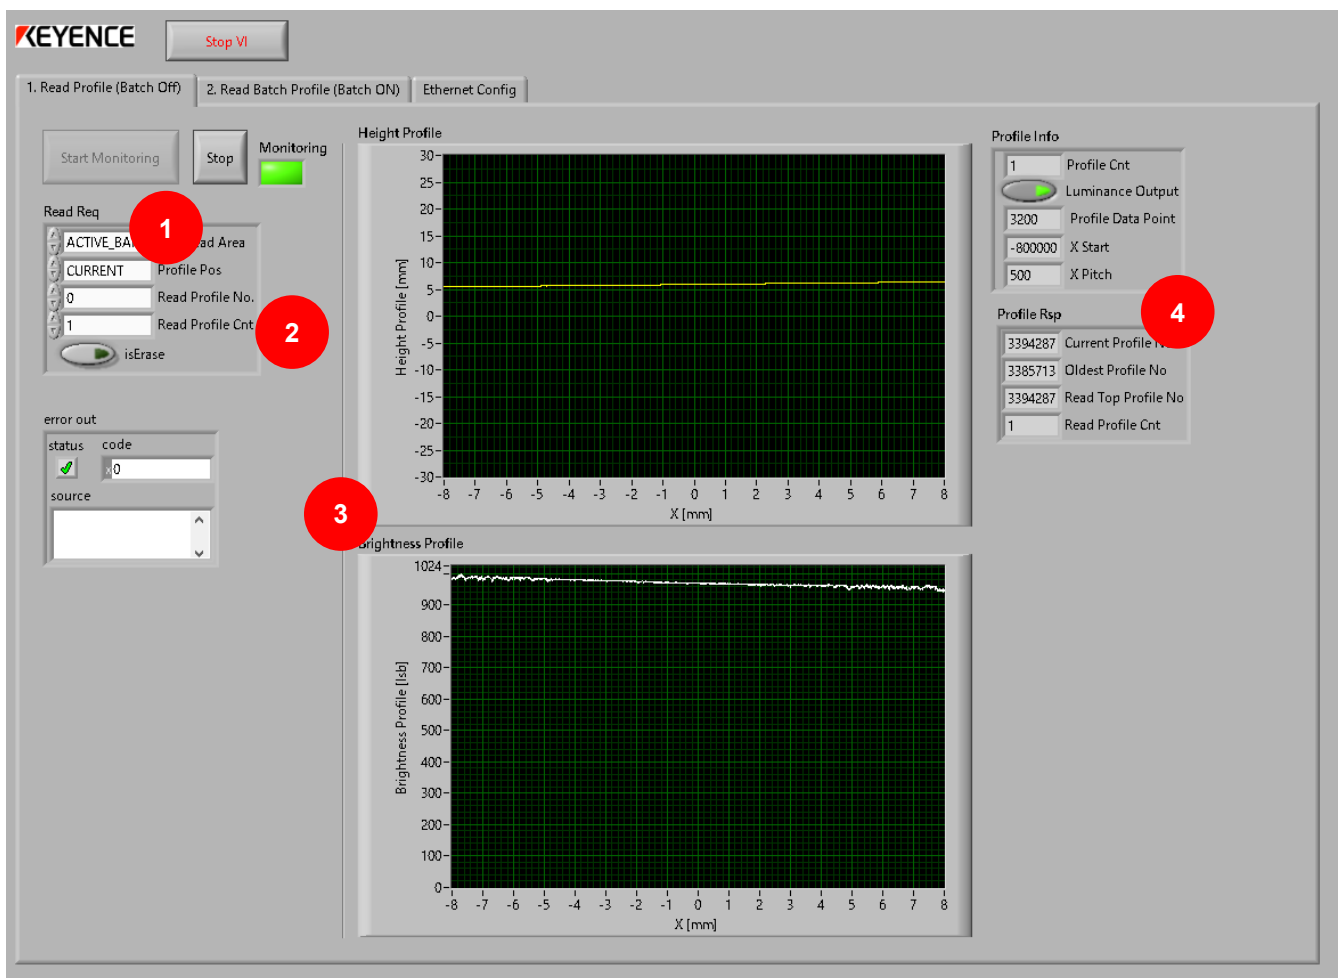 KEYENCE
Stop VI
1. Read Profile (Batch Off)
2. Read Batch Profile (Batch ON)
Ethernet Config
Start Monitoring
Stop
Monitoring
Read Req
1
ACTIVE_BA
Area
CURRENT
Profile Pos
0
Read Profile No.
1
Read Profile Cnt
2
isErase
error out
status
code
x0
source
3
Height Profile
30
25
20
15
10
5
0
-5
-10
-15
-20
-25
-30
Height Profile [mm]
-8 -7 -6 -5 -4 -3 -2 -1 0 1 2 3 4 5 6 7 8
X [mm]
Brightness Profile
1024
900
800
700
600
500
400
300
200
100
0
Brightness Profile [lsb]
-8 -7 -6 -5 -4 -3 -2 -1 0 1 2 3 4 5 6 7 8
X [mm]
Profile Info
1 Profile Cnt
Luminance Output
3200 Profile Data Point
-800000 X Start
500 X Pitch
4
Profile Rsp
3394287 Current Profile
3385713 Oldest Profile No
3394287 Read Top Profile No
1 Read Profile Cnt